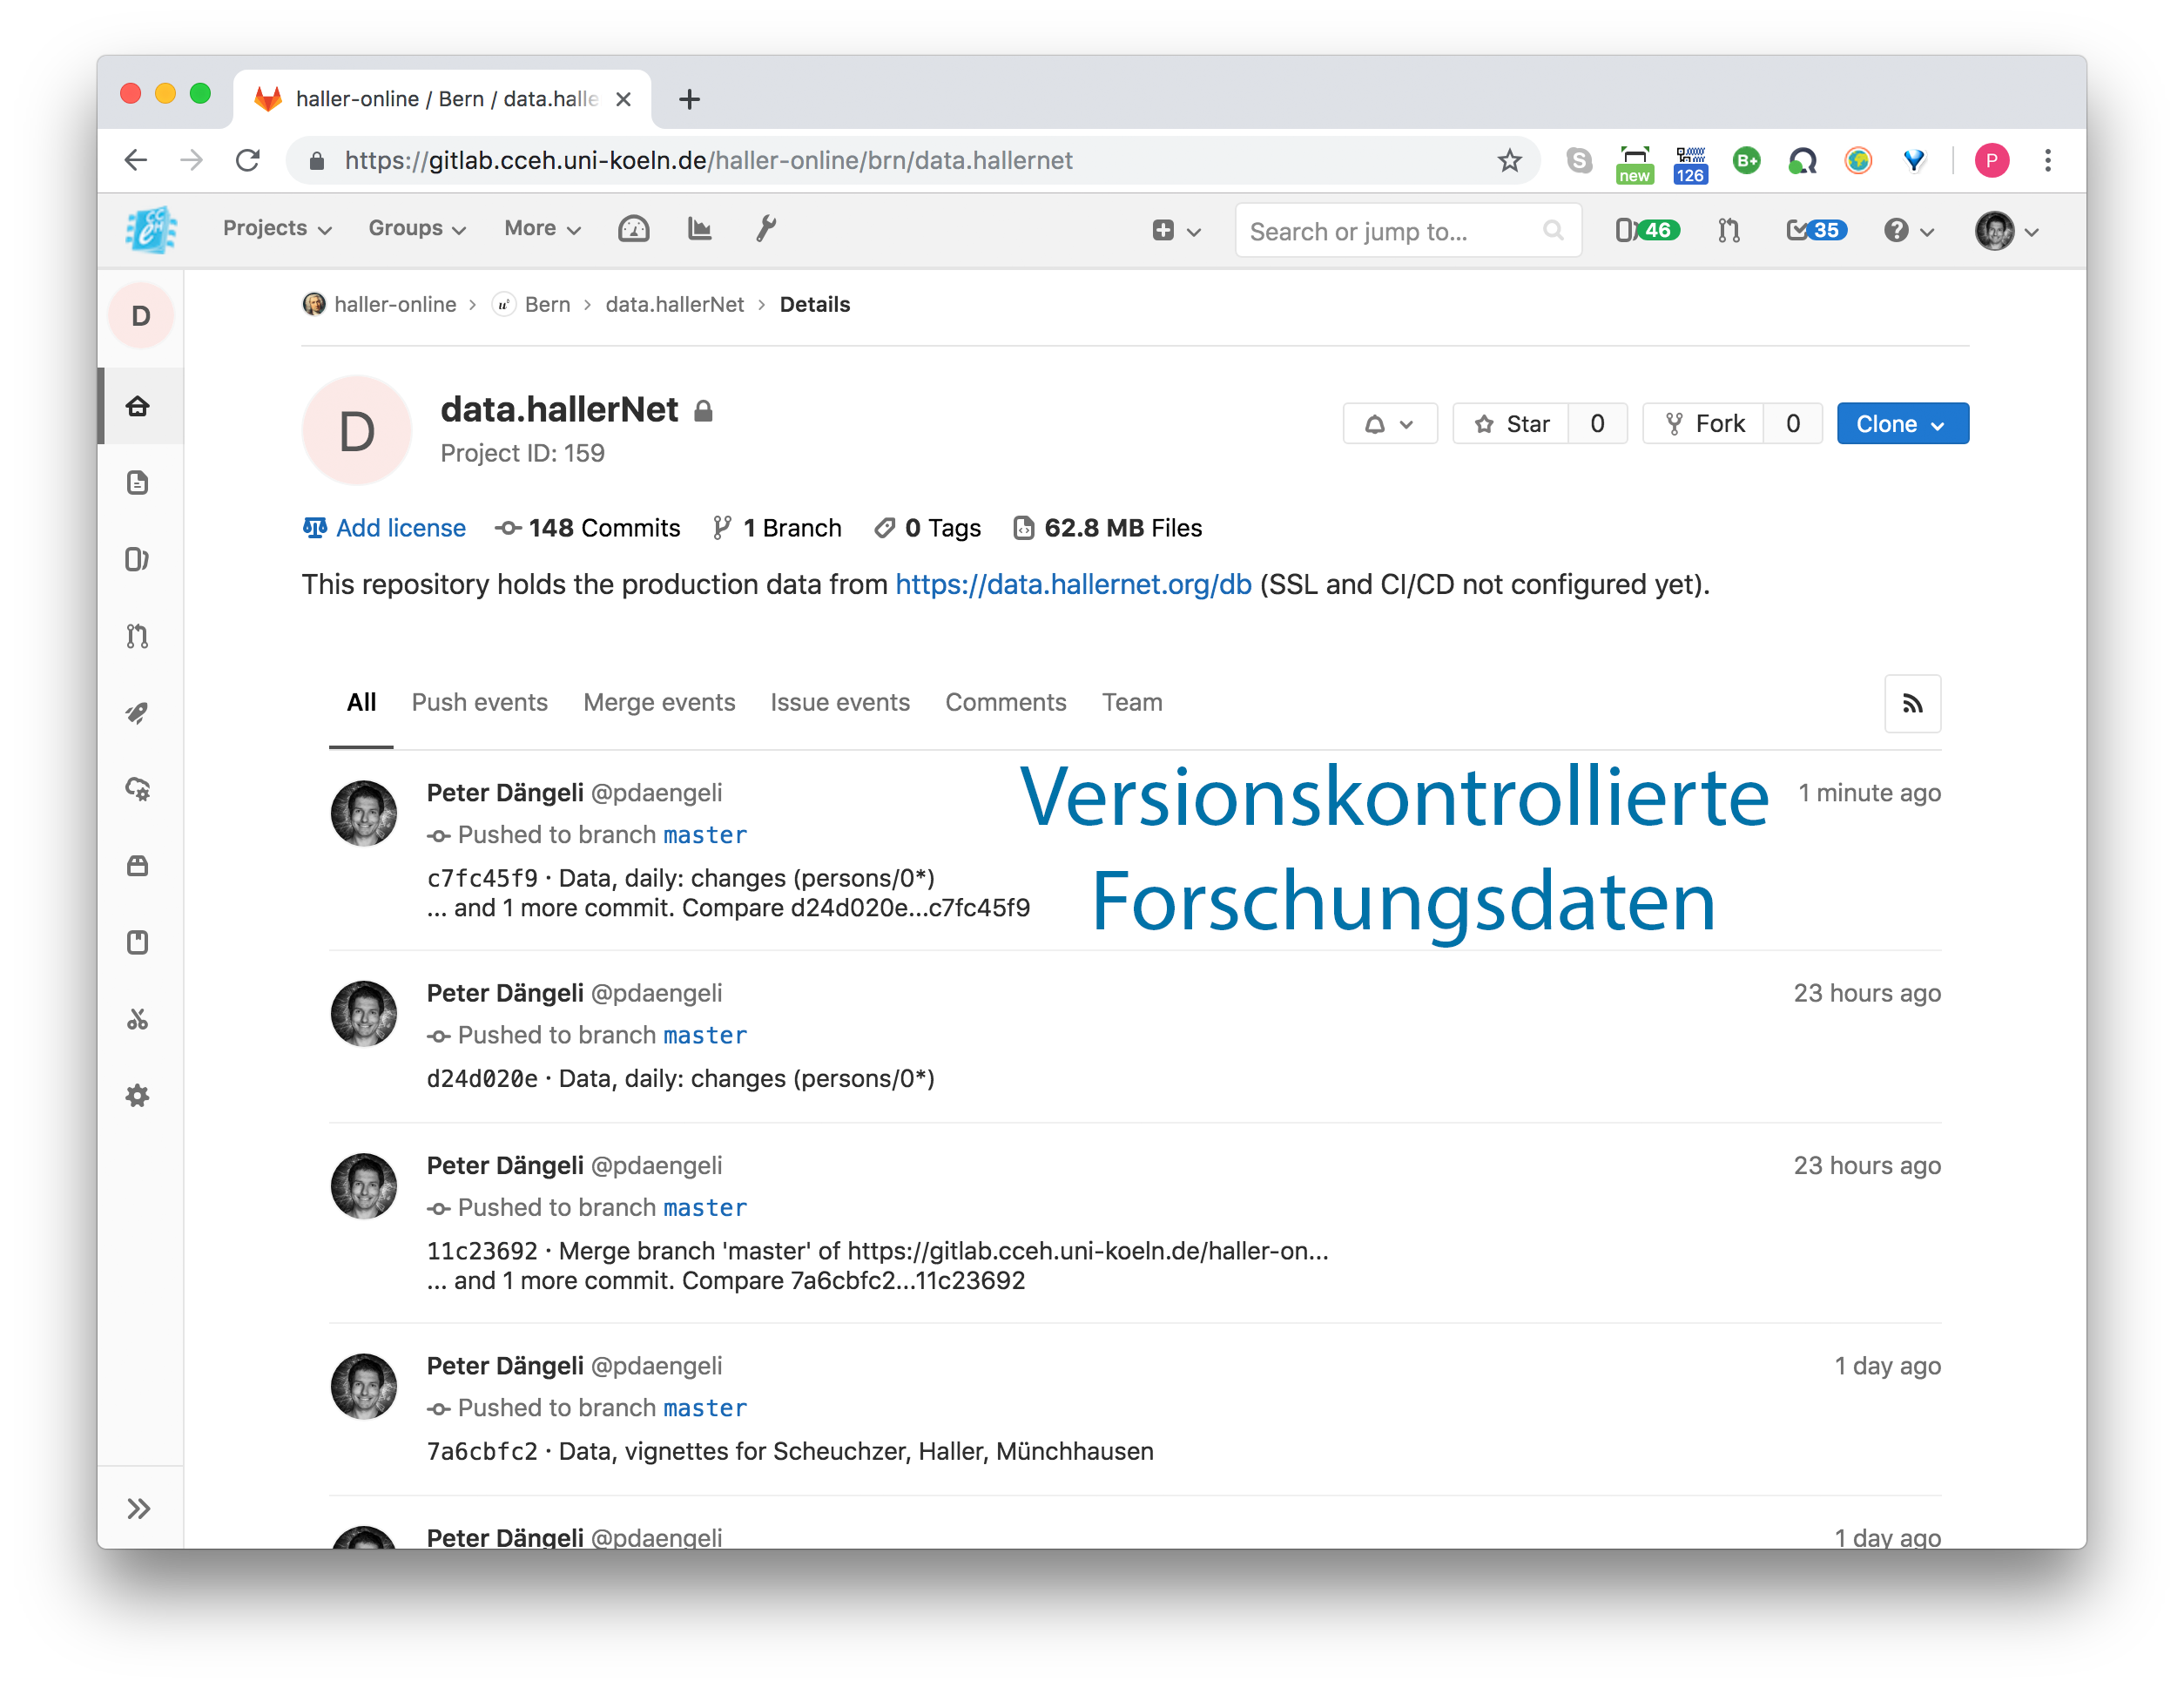 haller-online / Bern / data.halle
https://gitlab.cceh.uni-koeln.de/haller-online/brn/data.hallernet
new
126
B+
P
Projects
Groups
More
Search or jump to...
46
35
D
haller-online > Bern > data.hallerNet > Details
D
data.hallerNet
Project ID: 159
Star 0
Fork 0
Clone
Add license 148 Commits 1 Branch 0 Tags 62.8 MB Files
This repository holds the production data from https://data.hallernet.org/db (SSL and CI/CD not configured yet).
All Push events Merge events Issue events Comments Team
Versionskontrollierte
Forschungsdaten
Peter Dängeli @pdaengeli 1 minute ago
Pushed to branch master
c7fc45f9 · Data, daily: changes (persons/0*)
... and 1 more commit. Compare d24d020e...c7fc45f9
Peter Dängeli @pdaengeli 23 hours ago
Pushed to branch master
d24d020e · Data, daily: changes (persons/0*)
Peter Dängeli @pdaengeli 23 hours ago
Pushed to branch master
11c23692 · Merge branch 'master' of https://gitlab.cceh.uni-koeln.de/haller-on...
... and 1 more commit. Compare 7a6cbfc2...11c23692
Peter Dängeli @pdaengeli 1 day ago
Pushed to branch master
7a6cbfc2 · Data, vignettes for Scheuchzer, Haller, Münchhausen
Peter Dängeli @pdaengeli 1 day ago